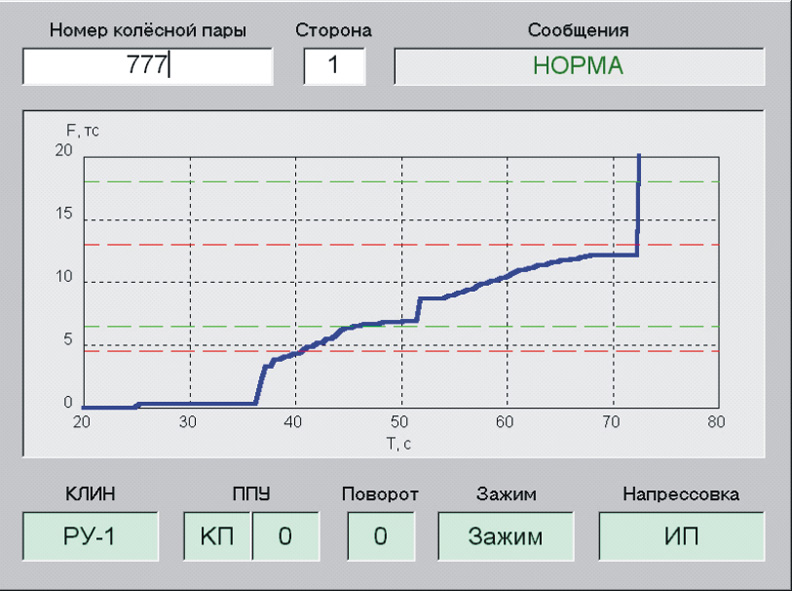 Номер колёсной пары Сторона Сообщения
777 1 НОРМА
F, тс
20
15
10
5
0
20 30 40 50 60 70 80
T, с
КЛИН ППУ Поворот Зажим Напрессовка
РУ-1 КП 0 0 Зажим ИП